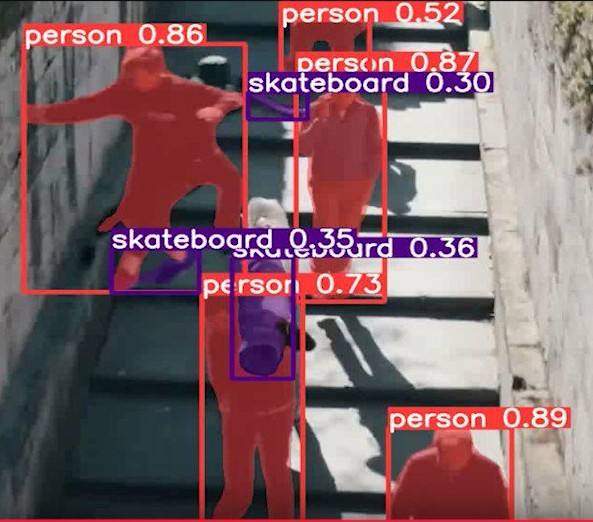 person 0.52
person 0.86
person 0.87
skateboard 0.30
skateboard 0.35
skateboard 0.36
person 0.73
person 0.89